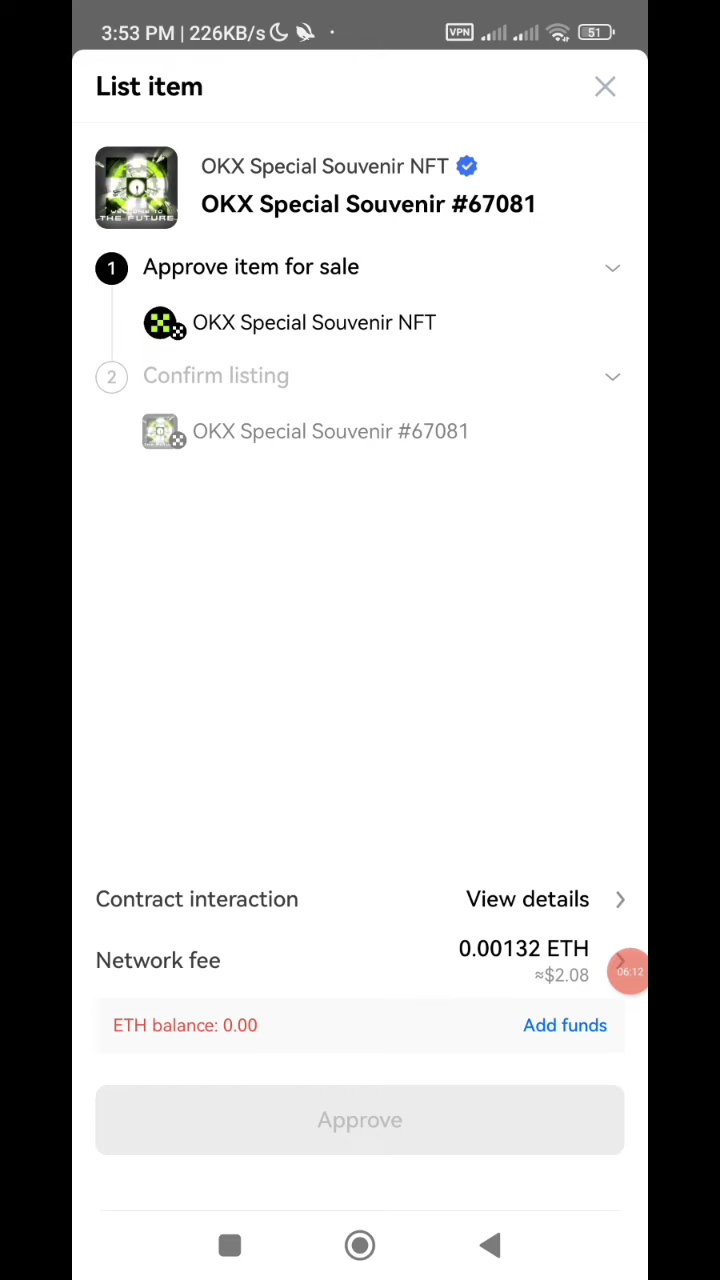 3:53 PM | 226KB/s
VPN
51
List item
OKX Special Souvenir NFT
OKX Special Souvenir #67081
THE FUTURE
1 Approve item for sale
OKX Special Souvenir NFT
2 Confirm listing
OKX Special Souvenir #67081
Contract interaction View details
Network fee 0.00132 ETH
≈$2.08
06:12
ETH balance: 0.00 Add funds
Approve